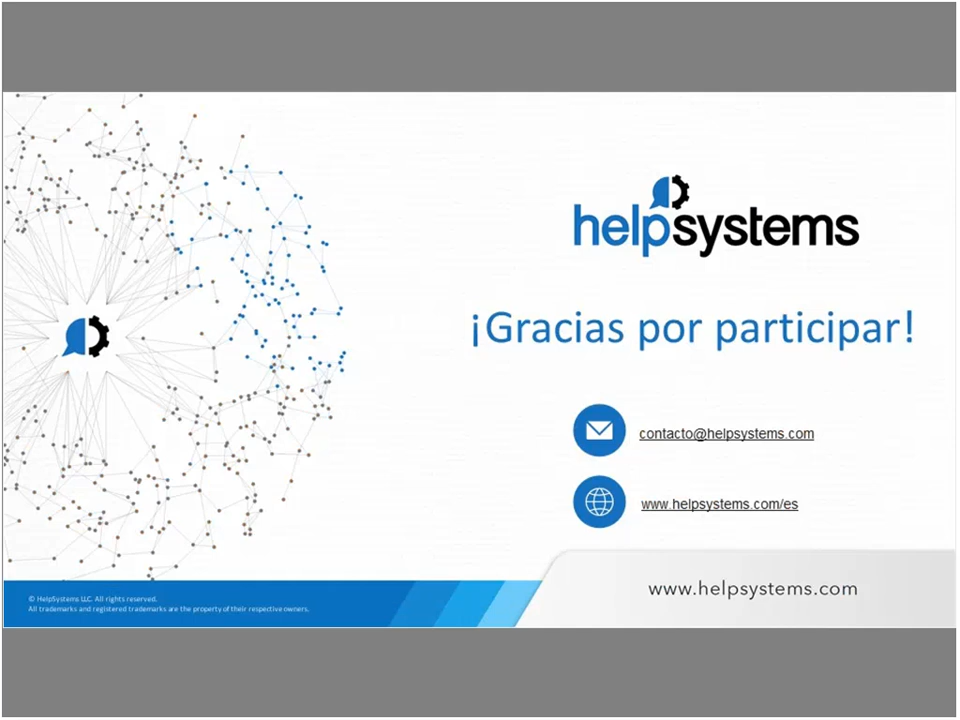 helpsystems
¡Gracias por participar!
contacto@helpsystems.com
www.helpsystems.com/es
www.helpsystems.com
© HelpSystems LLC. All rights reserved.
All trademarks and registered trademarks are the property of their respective owners.